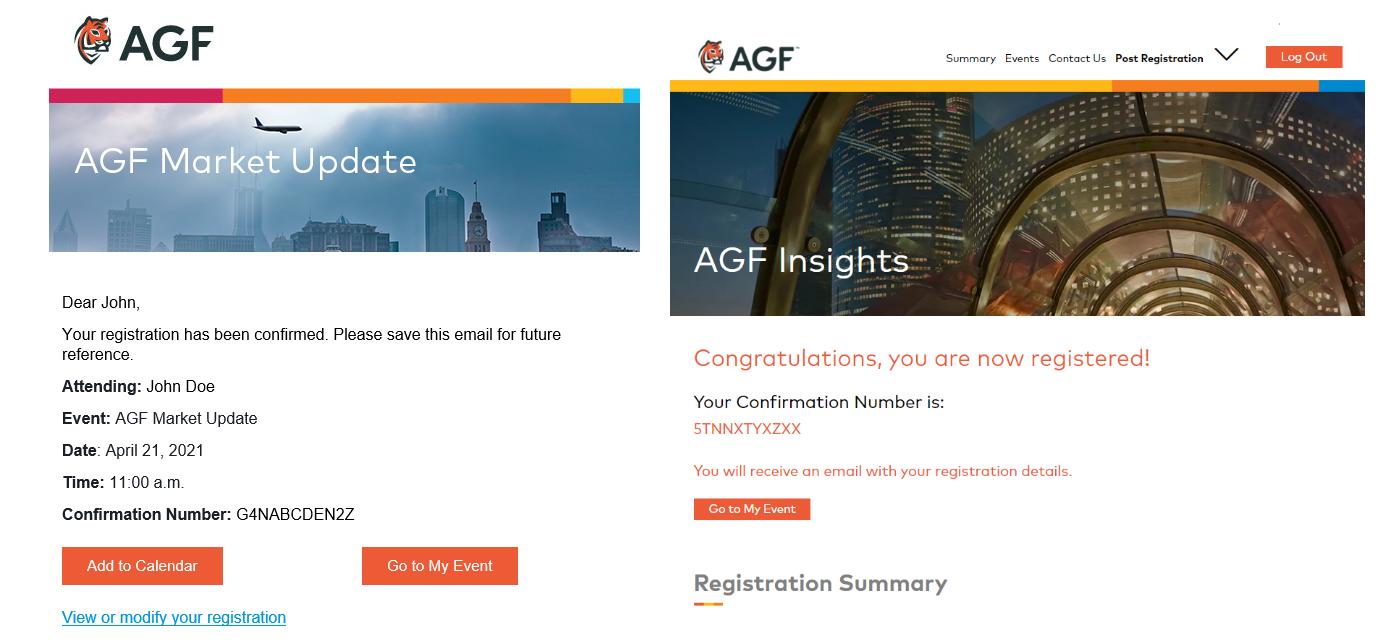 AGF
AGF Market Update
Dear John,
Your registration has been confirmed. Please save this email for future
reference.
Attending: John Doe
Event: AGF Market Update
Date: April 21, 2021
Time: 11:00 a.m.
Confirmation Number: G4NABCDEN2Z
Add to Calendar Go to My Event
View or modify your registration
AGF™
Summary Events Contact Us Post Registration Log Out
AGF Insights
Congratulations, you are now registered!
Your Confirmation Number is:
5TNNXTYXZXX
You will receive an email with your registration details.
Go to My Event
Registration Summary